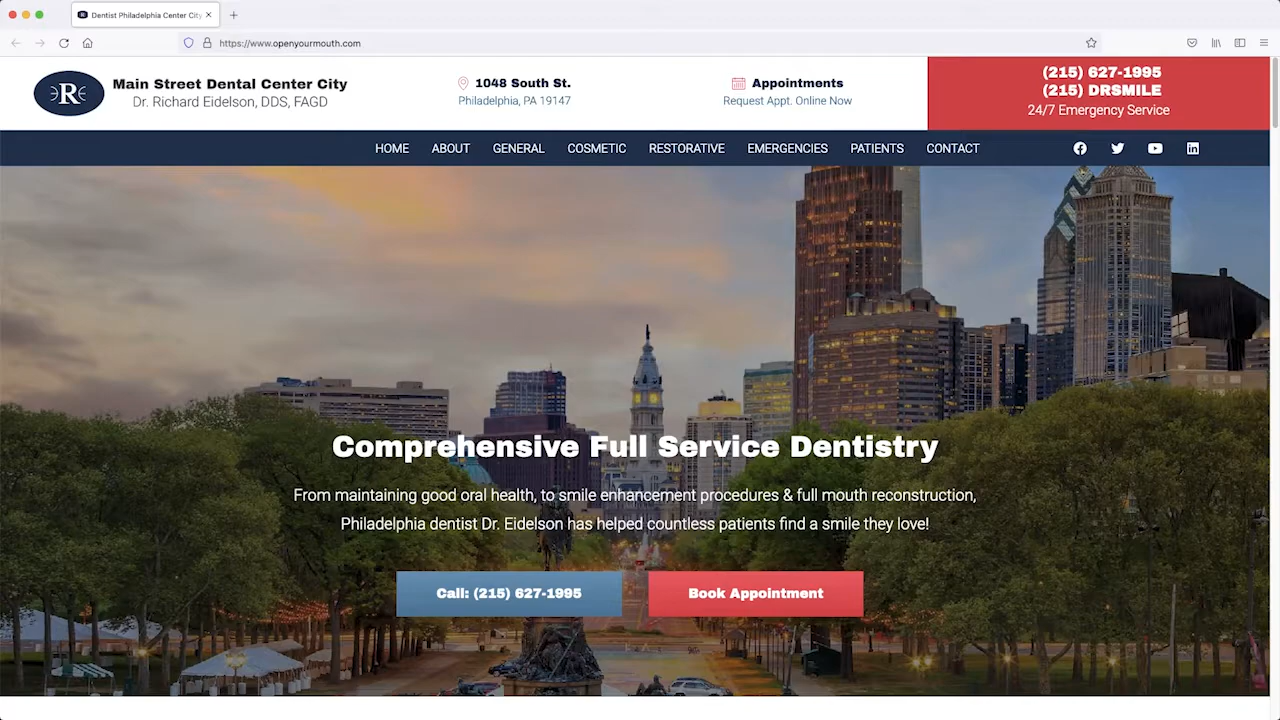 Dentist Philadelphia Center City
https://www.openyourmouth.com
R
Main Street Dental Center City
Dr. Richard Eidelson, DDS, FAGD
1048 South St.
Philadelphia, PA 19147
Appointments
Request Appt. Online Now
(215) 627-1995
(215) DRSMILE
24/7 Emergency Service
HOME ABOUT GENERAL COSMETIC RESTORATIVE EMERGENCIES PATIENTS CONTACT
Comprehensive Full Service Dentistry
From maintaining good oral health, to smile enhancement procedures & full mouth reconstruction,
Philadelphia dentist Dr. Eidelson has helped countless patients find a smile they love!
Call: (215) 627-1995
Book Appointment